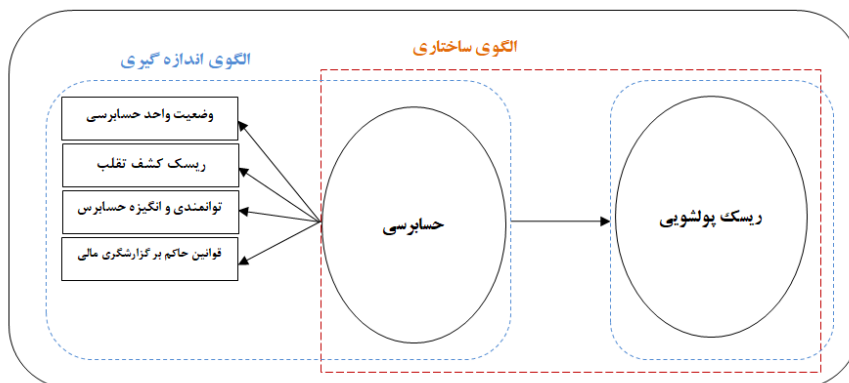 الگوی ساختاری
الگوی اندازه گیری
وضعیت واحد حسابرسی
ریسک کشف تقلب
توانمندی و انگیزه حسابرس
قوانین حاکم بر گزارشگری مالی
حسابرسی
ریسک پولشویی